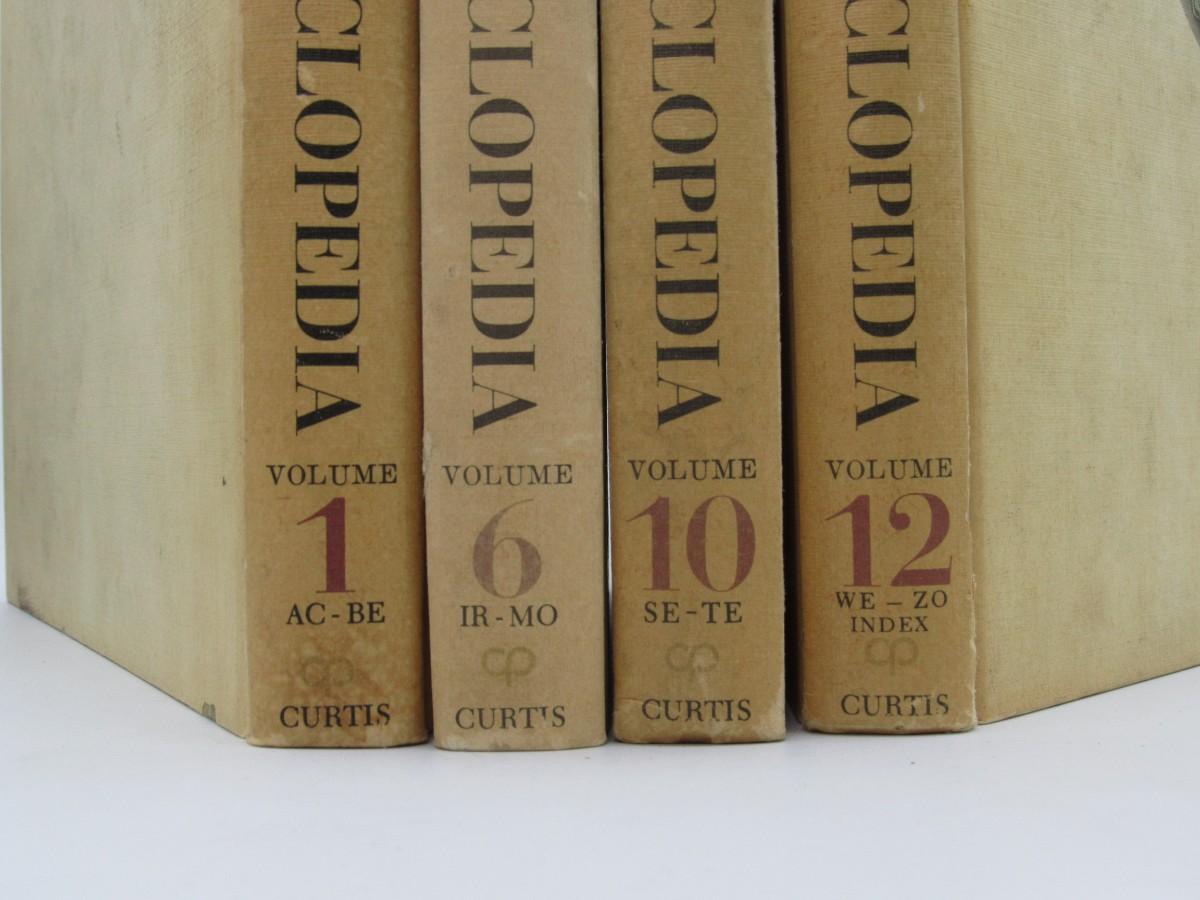 CLOPEDIA
VOLUME
1
AC-BE
CURTIS
CLOPEDIA
VOLUME
6
IR-MO
CURTIS
CLOPEDIA
VOLUME
10
SE-TE
CURTIS
CLOPEDIA
VOLUME
12
WE – ZO
INDEX
CURTIS